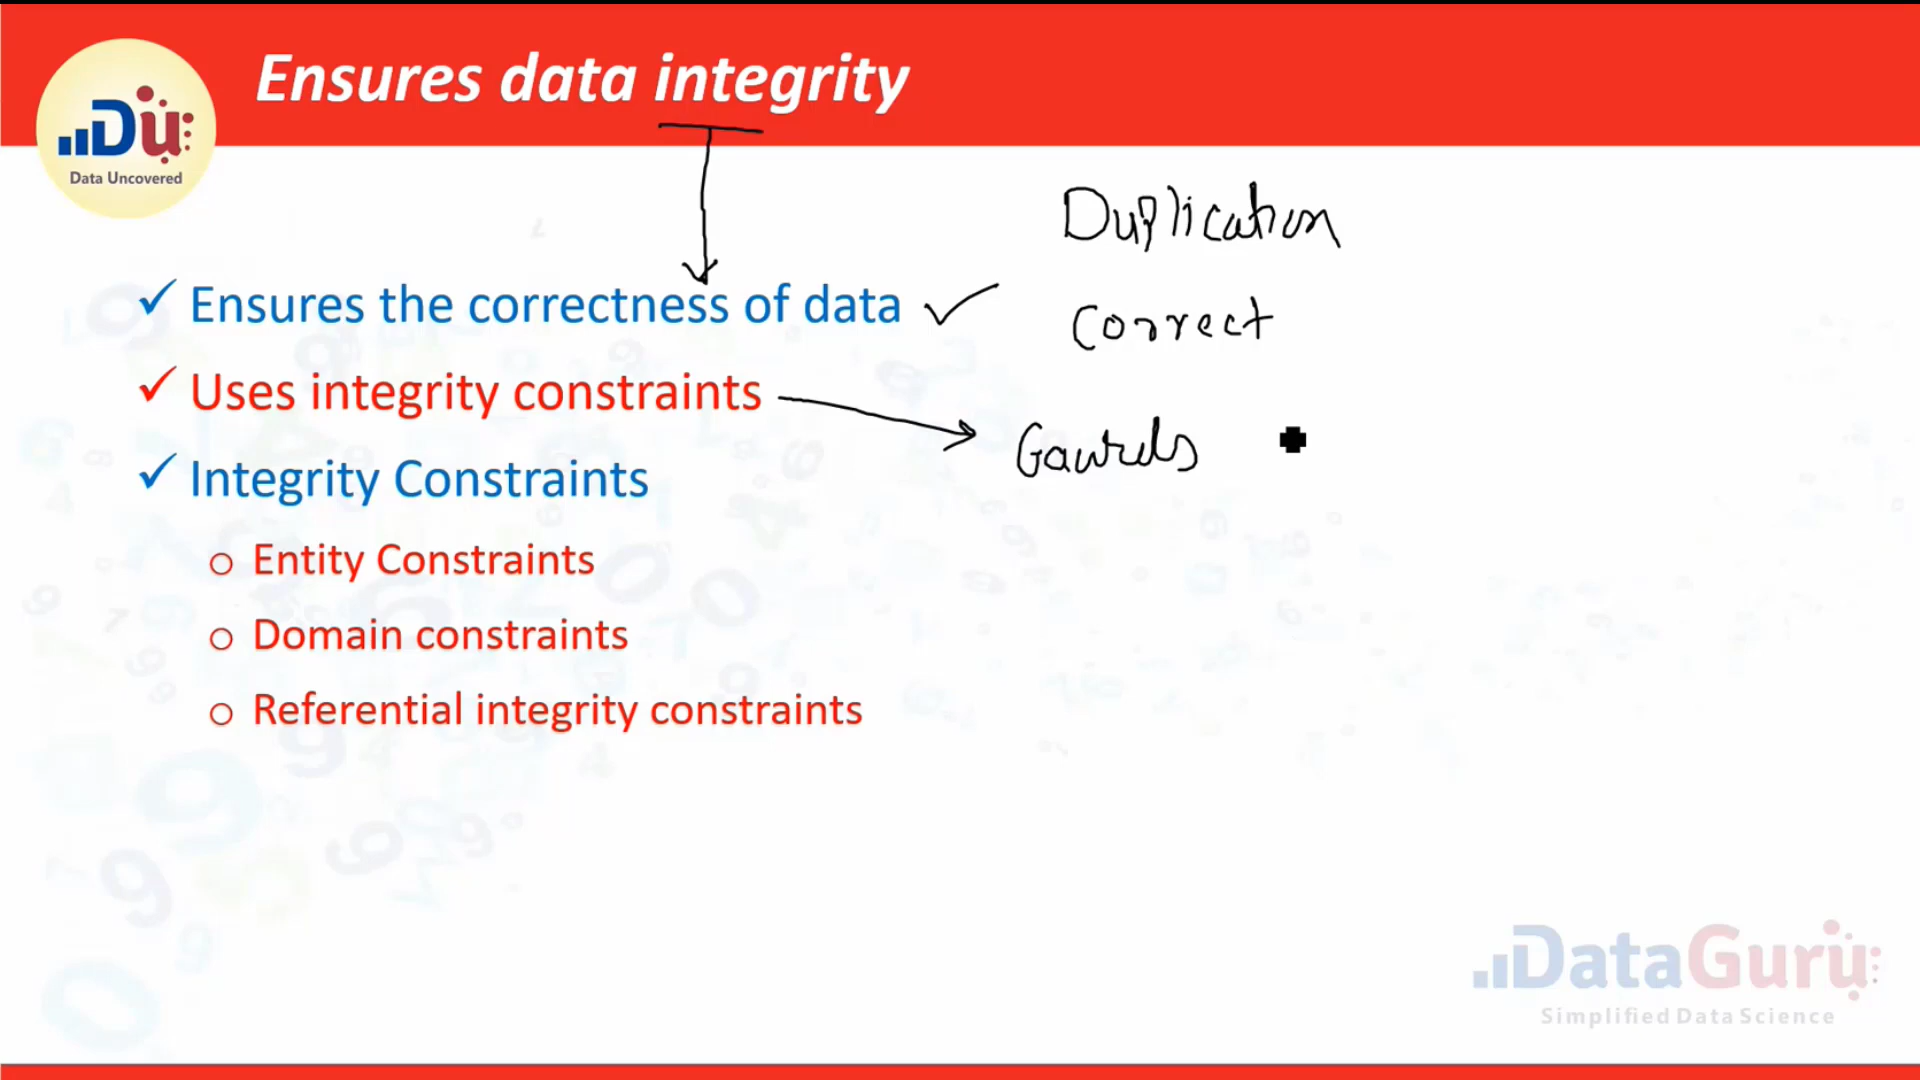 Ensures data integrity
Du
Data Uncovered
Duplication
✓ Ensures the correctness of data ✓
Correct
✓ Uses integrity constraints
✓ Integrity Constraints
o Entity Constraints
o Domain constraints
o Referential integrity constraints
DataGuru
Simplified Data Science